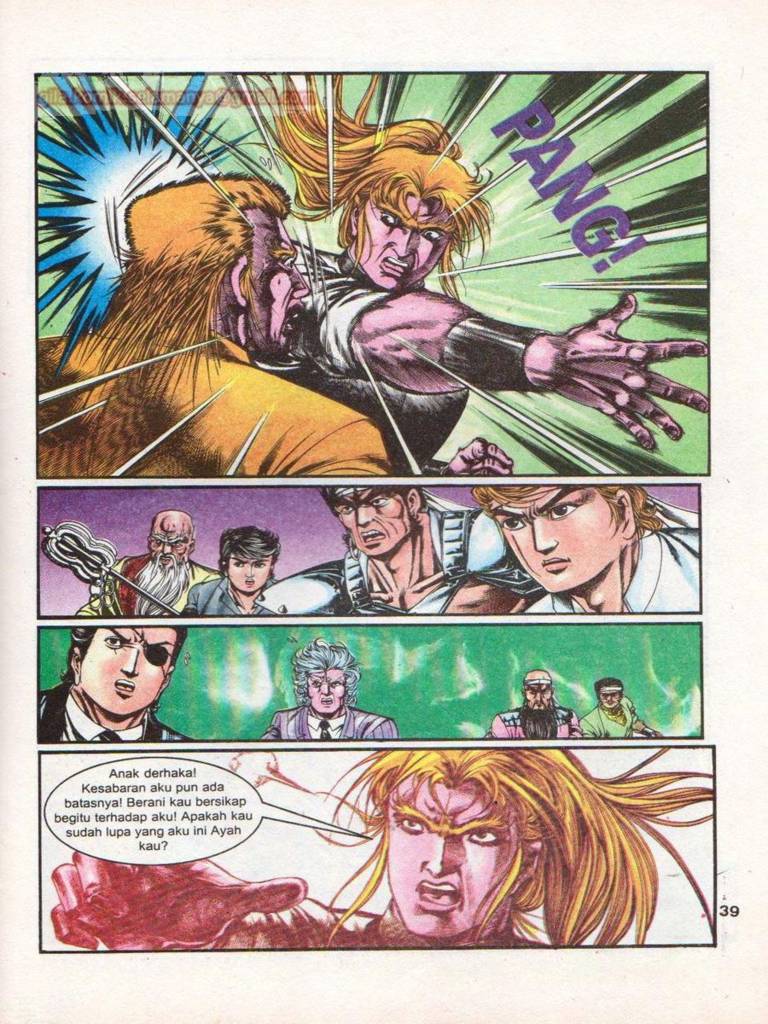 PANG!
Anak derhaka!
Kesabaran aku pun ada
batasnya! Berani kau bersikap
begitu terhadap aku! Apakah kau
sudah lupa yang aku ini Ayah
kau?
39